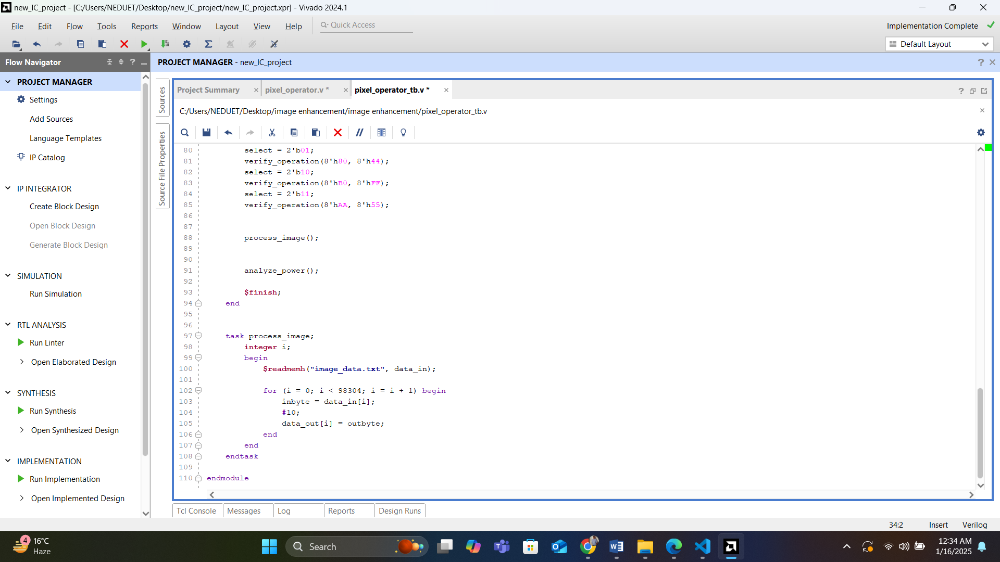 new_IC_project - [C:/Users/NEDUET/Desktop/new_IC_project/new_IC_project.xpr] - Vivado 2024.1
File Edit Flow Tools Reports Window Layout View Help Quick Access
Implementation Complete
Default Layout
Flow Navigator
PROJECT MANAGER
Settings
Add Sources
Language Templates
IP Catalog
IP INTEGRATOR
Create Block Design
Open Block Design
Generate Block Design
SIMULATION
Run Simulation
RTL ANALYSIS
Run Linter
Open Elaborated Design
SYNTHESIS
Run Synthesis
Open Synthesized Design
IMPLEMENTATION
Run Implementation
Open Implemented Design
PROJECT MANAGER - new_IC_project
Sources
Source File Properties
Project Summary
pixel_operator.v *
pixel_operator_tb.v *
C:/Users/NEDUET/Desktop/image enhancement/image enhancement/pixel_operator_tb.v
80 select = 2'b01;
81 verify_operation(8'h80, 8'h44);
82 select = 2'b10;
83 verify_operation(8'hB0, 8'hFF);
84 select = 2'b11;
85 verify_operation(8'hAA, 8'h55);
86
87
88 process_image();
89
90
91 analyze_power();
92
93 $finish;
94 end
95
96
97 task process_image;
98 integer i;
99 begin
100 $readmemh("image_data.txt", data_in);
101
102 for (i = 0; i < 98304; i = i + 1) begin
103 inbyte = data_in[i];
104 #10;
105 data_out[i] = outbyte;
106 end
107 end
108 endtask
109
110 endmodule
Tcl Console
Messages
Log
Reports
Design Runs
34:2
Insert
Verilog
4
16°C
Haze
Search
12:34 AM
1/16/2025